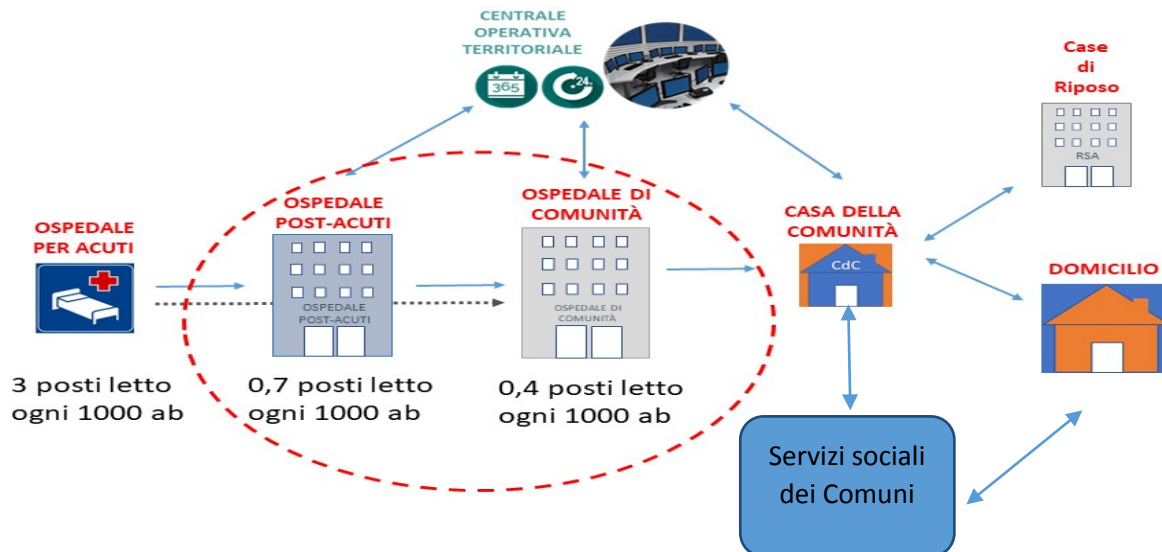 CENTRALE
OPERATIVA
TERRITORIALE
365
24h
Case
di
Riposo
RSA
OSPEDALE
PER ACUTI
OSPEDALE
POST-ACUTI
OSPEDALE DI
COMUNITÀ
CASA DELLA
COMUNITÀ
CdC
DOMICILIO
OSPEDALE
POST-ACUTI
OSPEDALE DI
COMUNITÀ
3 posti letto
ogni 1000 ab
0,7 posti letto
ogni 1000 ab
0,4 posti letto
ogni 1000 ab
Servizi sociali
dei Comuni